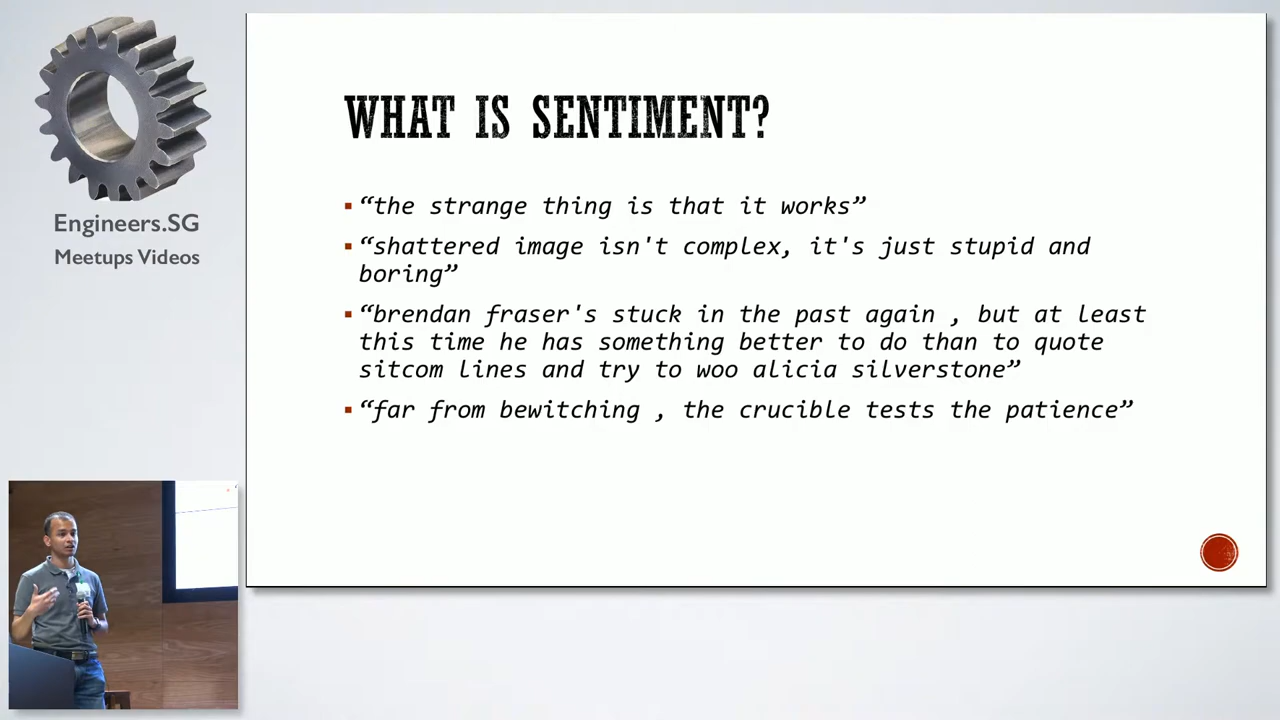 Engineers.SG
Meetups Videos
WHAT IS SENTIMENT?
▪ “the strange thing is that it works”
▪ “shattered image isn't complex, it's just stupid and
boring”
▪ “brendan fraser's stuck in the past again , but at least
this time he has something better to do than to quote
sitcom lines and try to woo alicia silverstone”
▪ “far from bewitching , the crucible tests the patience”